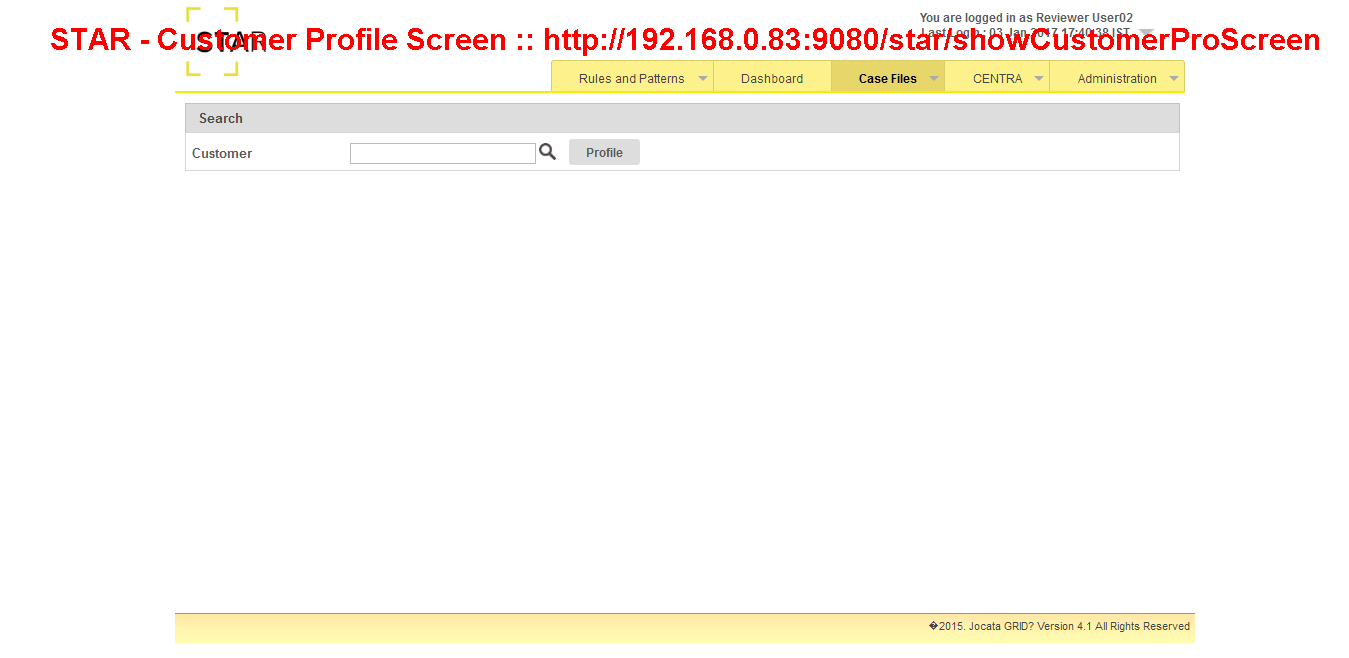 You are logged in as Reviewer User02
STAR - Customer Profile Screen :: http://192.168.0.83:9080/star/showCustomerProScreen
STAR
Last Login : 03 Jan 2017 17:40:38 IST
Rules and Patterns Dashboard Case Files CENTRA Administration
Search
Customer Profile
�2015. Jocata GRID? Version 4.1 All Rights Reserved